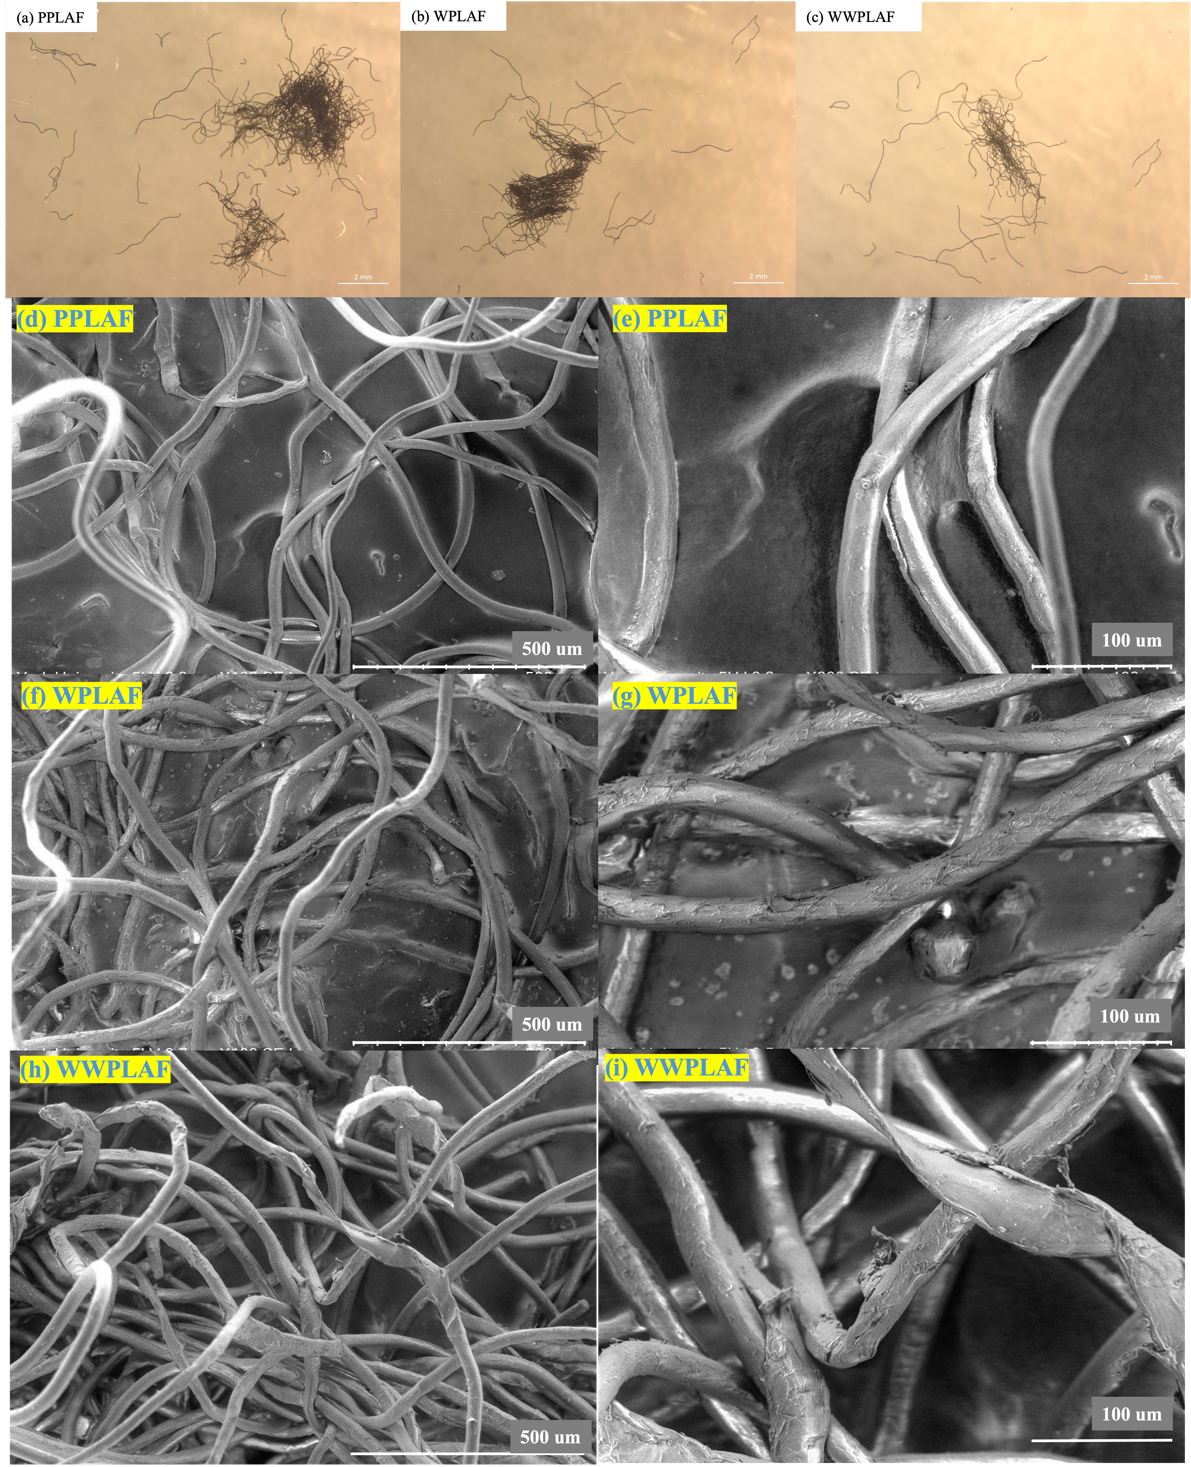 (a) PPLAF
(b) WPLAF
(c) WWPLAF
2 mm
2 mm
2 mm
(d) PPLAF
(e) PPLAF
500 um
100 um
(f) WPLAF
(g) WPLAF
500 um
100 um
(h) WWPLAF
(i) WWPLAF
500 um
100 um